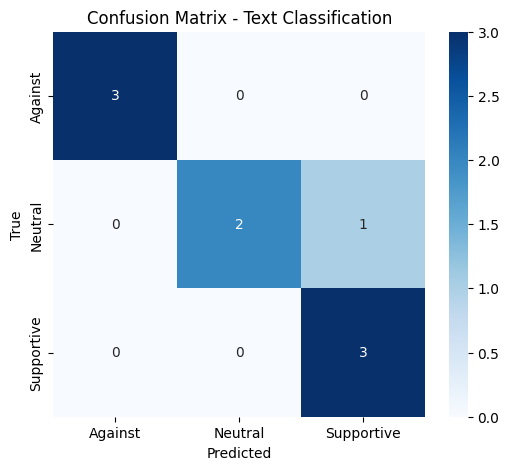 Confusion Matrix - Text Classification
True
Against
Neutral
Supportive
3 0 0
0 2 1
0 0 3
Against Neutral Supportive
Predicted
3.0
2.5
2.0
1.5
1.0
0.5
0.0